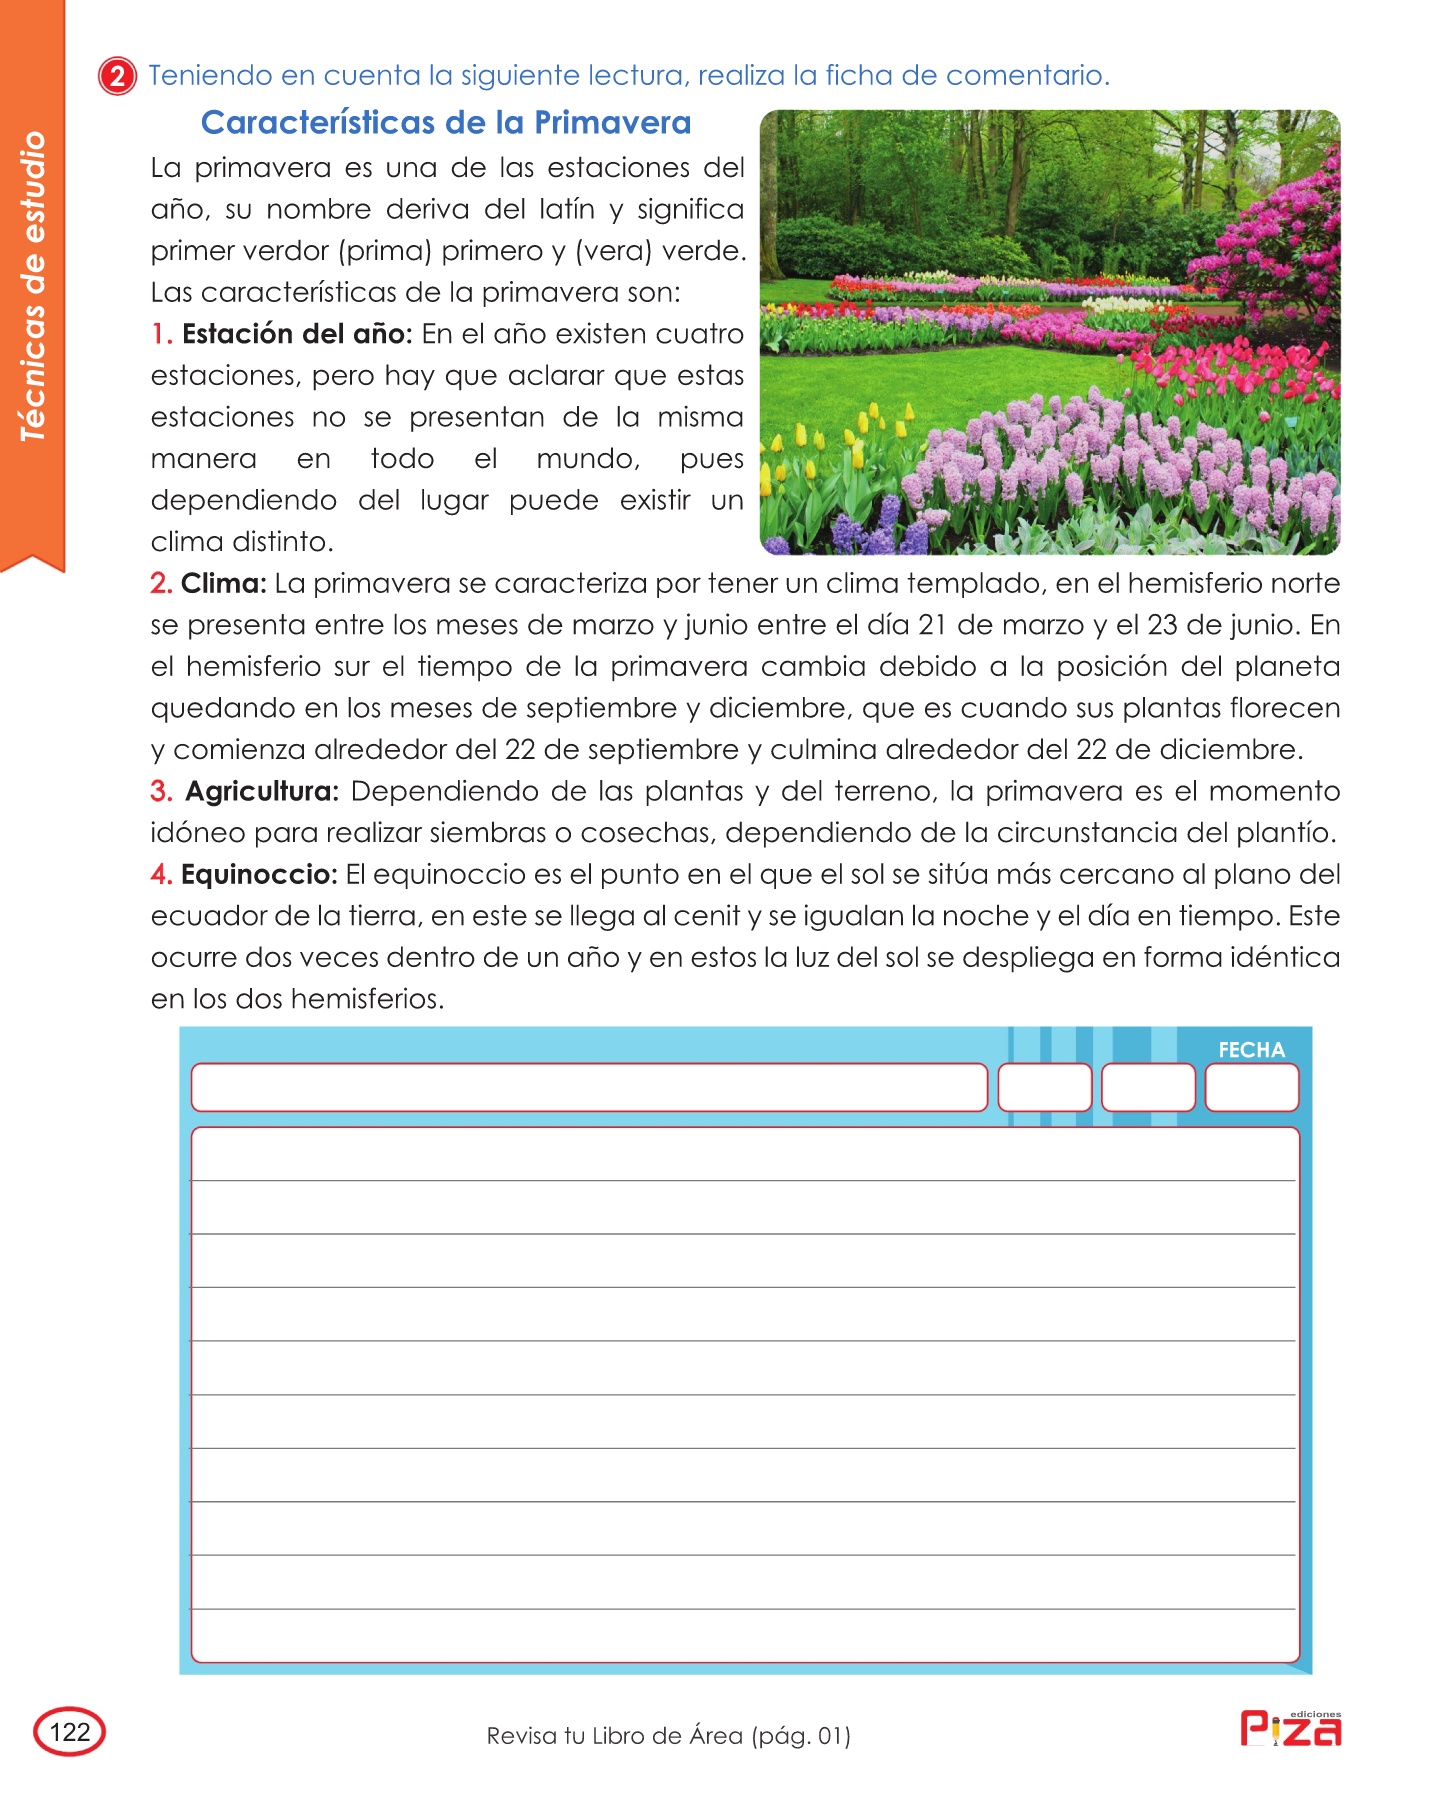 Técnicas de estudio
2 Teniendo en cuenta la siguiente lectura, realiza la ficha de comentario.
Características de la Primavera
La primavera es una de las estaciones del
año, su nombre deriva del latín y significa
primer verdor (prima) primero y (vera) verde.
Las características de la primavera son:
1. Estación del año: En el año existen cuatro
estaciones, pero hay que aclarar que estas
estaciones no se presentan de la misma
manera en todo el mundo, pues
dependiendo del lugar puede existir un
clima distinto.
2. Clima: La primavera se caracteriza por tener un clima templado, en el hemisferio norte
se presenta entre los meses de marzo y junio entre el día 21 de marzo y el 23 de junio. En
el hemisferio sur el tiempo de la primavera cambia debido a la posición del planeta
quedando en los meses de septiembre y diciembre, que es cuando sus plantas florecen
y comienza alrededor del 22 de septiembre y culmina alrededor del 22 de diciembre.
3. Agricultura: Dependiendo de las plantas y del terreno, la primavera es el momento
idóneo para realizar siembras o cosechas, dependiendo de la circunstancia del plantío.
4. Equinoccio: El equinoccio es el punto en el que el sol se sitúa más cercano al plano del
ecuador de la tierra, en este se llega al cenit y se igualan la noche y el día en tiempo. Este
ocurre dos veces dentro de un año y en estos la luz del sol se despliega en forma idéntica
en los dos hemisferios.
FECHA
122
Revisa tu Libro de Área (pág. 01)
ediciones
Piza